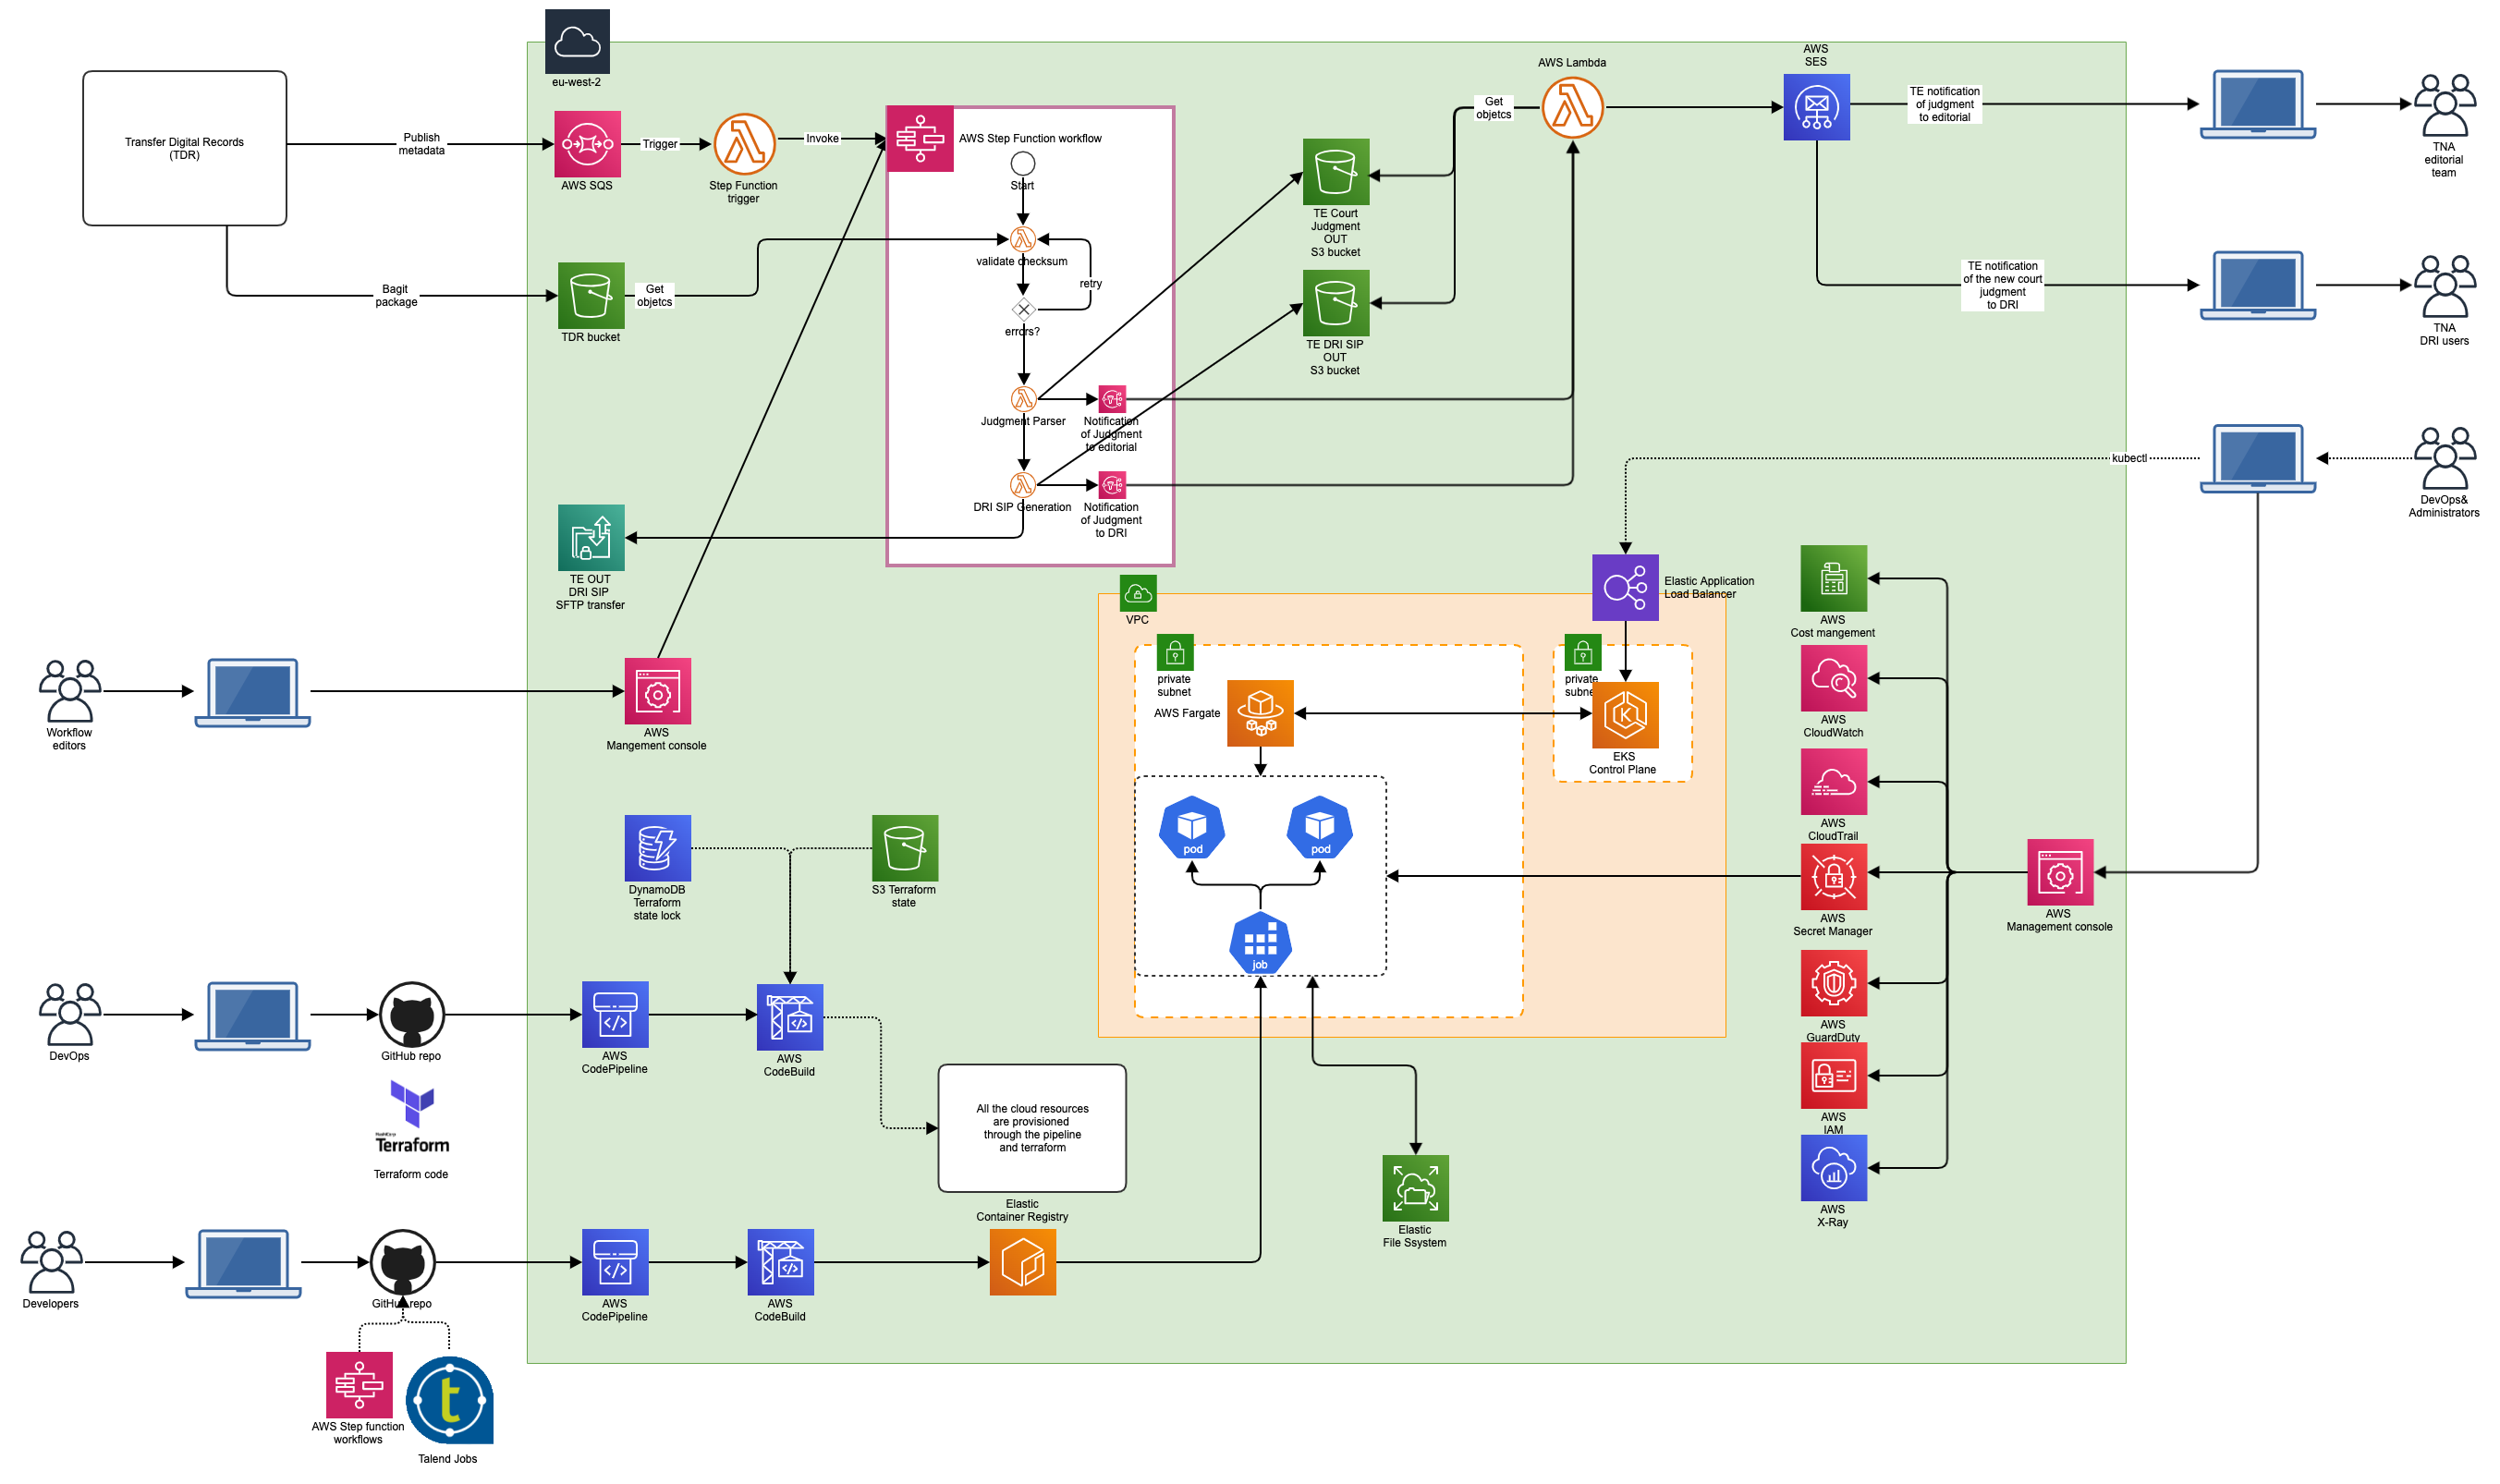 eu-west-2
Transfer Digital Records
(TDR)
Publish
metadata
AWS SQS
Trigger
Step Function
trigger
Invoke
AWS Step Function workflow
Start
validate checksum
retry
errors?
Judgment Parser
Notification
of Judgment
to editorial
DRI SIP Generation
Notification
of Judgment
to DRI
Bagit
package
TDR bucket
Get
objetcs
TE OUT
DRI SIP
SFTP transfer
TE Court
Judgment
OUT
S3 bucket
TE DRI SIP
OUT
S3 bucket
Get
objetcs
AWS Lambda
AWS
SES
TE notification
of judgment
to editorial
TNA
editorial
team
TE notification
of the new court
judgment
to DRI
TNA
DRI users
kubectl
DevOps&
Administrators
Elastic Application
Load Balancer
VPC
private
subnet
AWS Fargate
private
subnet
EKS
Control Plane
pod
pod
job
AWS
Cost mangement
AWS
CloudWatch
AWS
CloudTrail
AWS
Secret Manager
AWS
GuardDuty
AWS
IAM
AWS
X-Ray
AWS
Management console
Workflow
editors
AWS
Mangement console
DynamoDB
Terraform
state lock
S3 Terraform
state
DevOps
GitHub repo
Terraform
Terraform code
AWS
CodePipeline
AWS
CodeBuild
All the cloud resources
are provisioned
through the pipeline
and terraform
Elastic
Container Registry
Elastic
File Ssystem
Developers
GitHub repo
AWS
CodePipeline
AWS
CodeBuild
AWS Step function
workflows
t
Talend Jobs